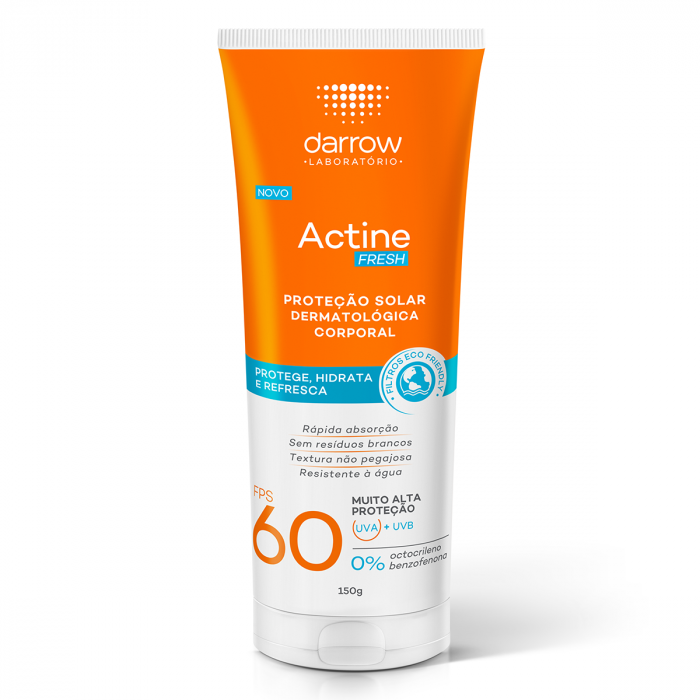 darrow
•LABORATÓRIO•
NOVO
Actine
FRESH
PROTEÇÃO SOLAR
DERMATOLÓGICA
CORPORAL
PROTEGE, HIDRATA
E REFRESCA
• FILTROS ECO FRIENDLY •
Rápida absorção
Sem resíduos brancos
Textura não pegajosa
Resistente à água
FPS
60
MUITO ALTA
PROTEÇÃO
(UVA) + UVB
0% octocrileno
benzofenona
150g